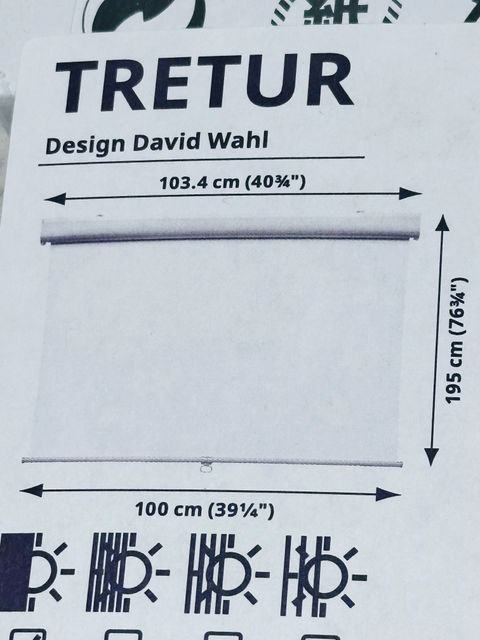 TRETUR
Design David Wahl
103.4 cm (40¾")
195 cm (76¾")
100 cm (39¼")